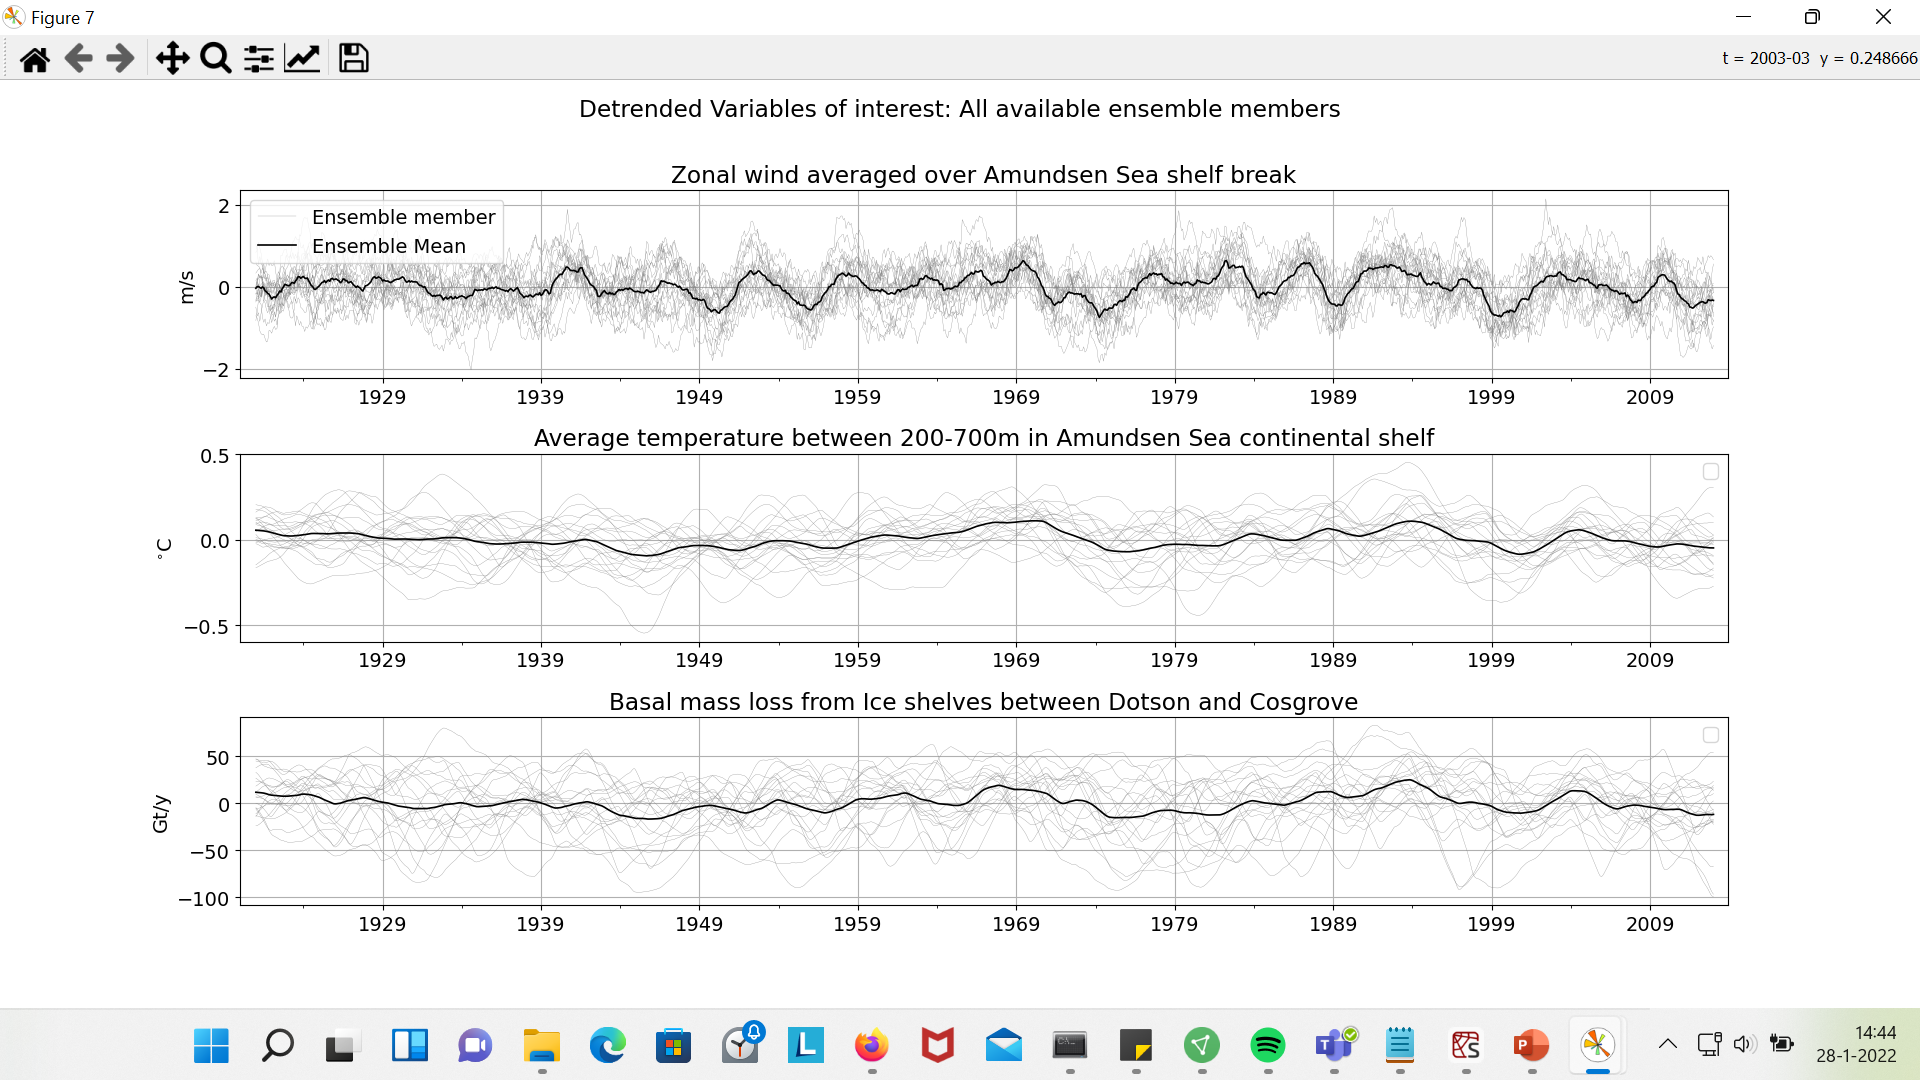 Figure 7
t = 2003-03 y = 0.248666
Detrended Variables of interest: All available ensemble members
Zonal wind averaged over Amundsen Sea shelf break
Ensemble member
Ensemble Mean
m/s
2
0
−2
1929 1939 1949 1959 1969 1979 1989 1999 2009
Average temperature between 200-700m in Amundsen Sea continental shelf
°C
0.5
0.0
−0.5
1929 1939 1949 1959 1969 1979 1989 1999 2009
Basal mass loss from Ice shelves between Dotson and Cosgrove
Gt/y
50
0
−50
−100
1929 1939 1949 1959 1969 1979 1989 1999 2009
L
C:\.
T
P
14:44
28-1-2022